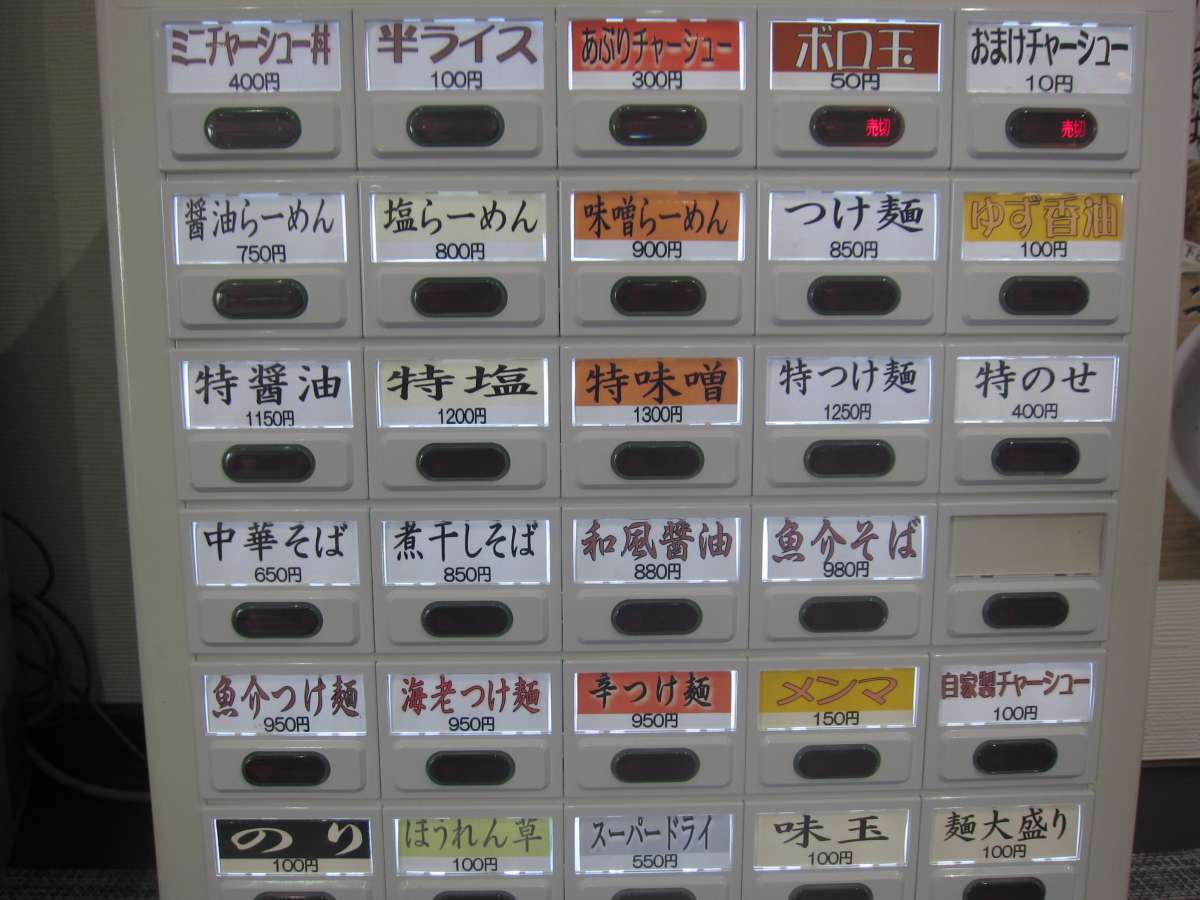 ミニチャーシュー丼
400円
半ライス
100円
あぶりチャーシュー
300円
ボロ玉
50円
売切
おまけチャーシュー
10円
売切
醤油らーめん
750円
塩らーめん
800円
味噌らーめん
900円
つけ麺
850円
ゆず香油
100円
特醤油
1150円
特塩
1200円
特味噌
1300円
特つけ麺
1250円
特のせ
400円
中華そば
650円
煮干しそば
850円
和風醤油
880円
魚介そば
980円
魚介つけ麺
950円
海老つけ麺
950円
辛つけ麺
950円
メンマ
150円
自家製チャーシュー
100円
のり
100円
ほうれん草
100円
スーパードライ
550円
味玉
100円
麺大盛り
100円